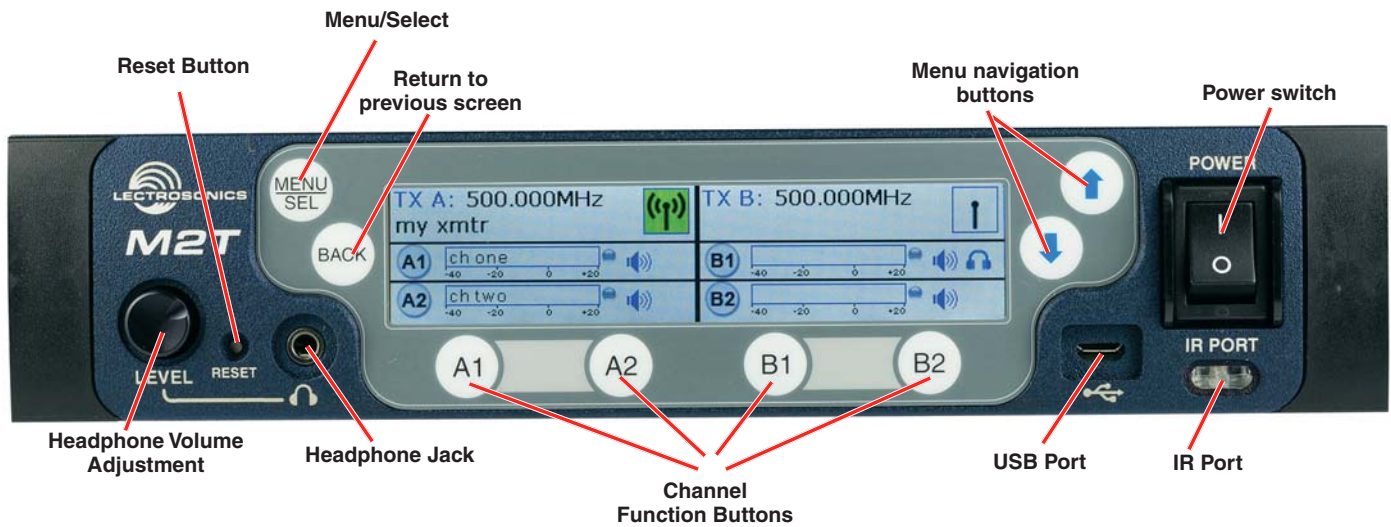 Menu/Select
Reset Button
Return to
previous screen
Menu navigation
buttons
Power switch
LECTROSONICS
M2T
MENU
SEL
BACK
TX A: 500.000MHz
my xmtr
TX B: 500.000MHz
A1 ch one
-40 -20 0 +20
A2 ch two
-40 -20 0 +20
B1
-40 -20 0 +20
B2
-40 -20 0 +20
POWER
I
O
IR PORT
LEVEL
RESET
A1
A2
B1
B2
Headphone Volume
Adjustment
Headphone Jack
Channel
Function Buttons
USB Port
IR Port